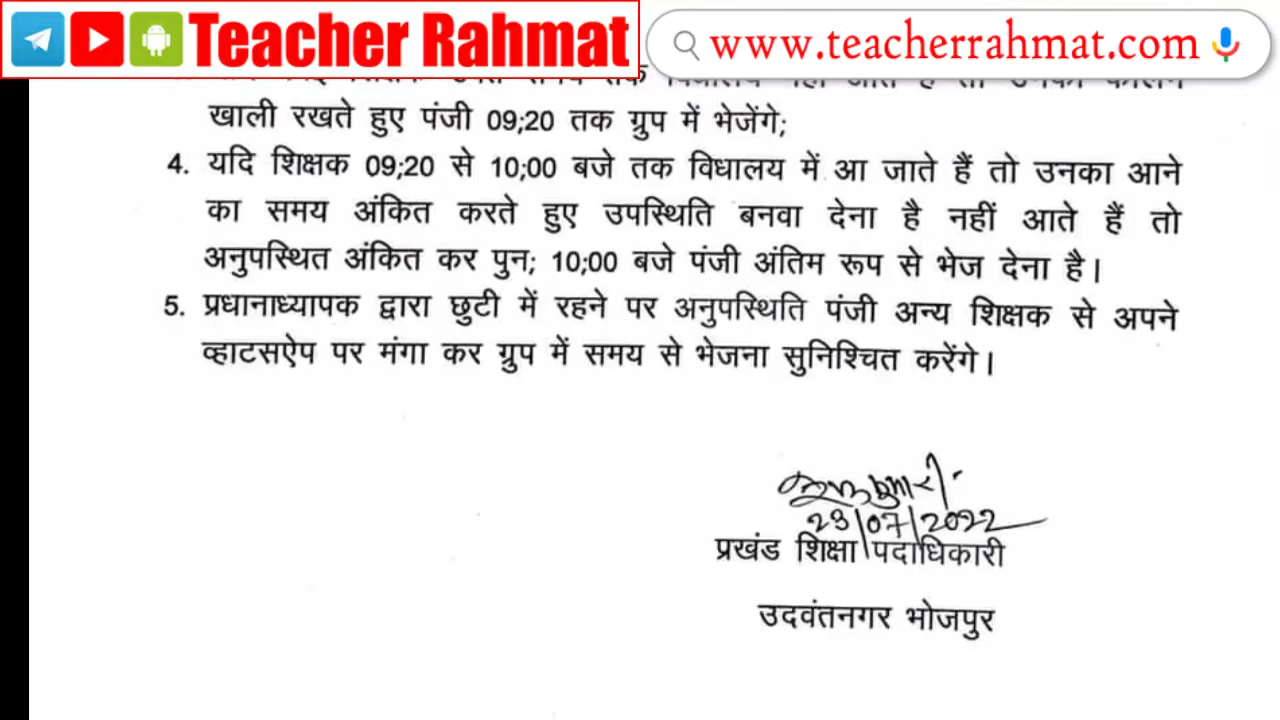 Teacher Rahmat
www.teacherrahmat.com
खाली रखते हुए पंजी 09;20 तक ग्रुप में भेजेंगे;
4. यदि शिक्षक 09;20 से 10;00 बजे तक विधालय में आ जाते हैं तो उनका आने
का समय अंकित करते हुए उपस्थिति बनवा देना है नहीं आते हैं तो
अनुपस्थित अंकित कर पुन; 10;00 बजे पंजी अंतिम रूप से भेज देना है।
5. प्रधानाध्यापक द्वारा छुटी में रहने पर अनुपस्थिति पंजी अन्य शिक्षक से अपने
व्हाटसऐप पर मंगा कर ग्रुप में समय से भेजना सुनिश्चित करेंगे।
23/07/2022
प्रखंड शिक्षा पदाधिकारी
उदवंतनगर भोजपुर